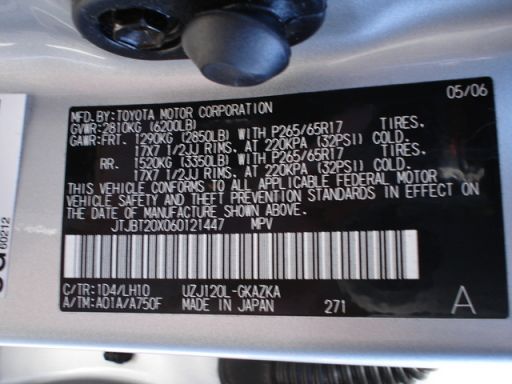 MFD. BY: TOYOTA MOTOR CORPORATION 05/06
GVWR: 2810KG (6200LB)
GAWR: FRT. 1290KG (2850LB) WITH P265/65R17 TIRES,
17X7 1/2JJ RIMS, AT 220KPA (32PSI) COLD.
RR. 1520KG (3350LB) WITH P265/65R17 TIRES,
17X7 1/2JJ RIMS, AT 220KPA (32PSI) COLD.
THIS VEHICLE CONFORMS TO ALL APPLICABLE FEDERAL MOTOR
VEHICLE SAFETY AND THEFT PREVENTION STANDARDS IN EFFECT ON
THE DATE OF MANUFACTURE SHOWN ABOVE.
JTJBT20X060121447 MPV
C/TR: 1D4/LH10 UZJ120L-GKAZKA
A/TM: A01A/A750F MADE IN JAPAN 271 A
60212